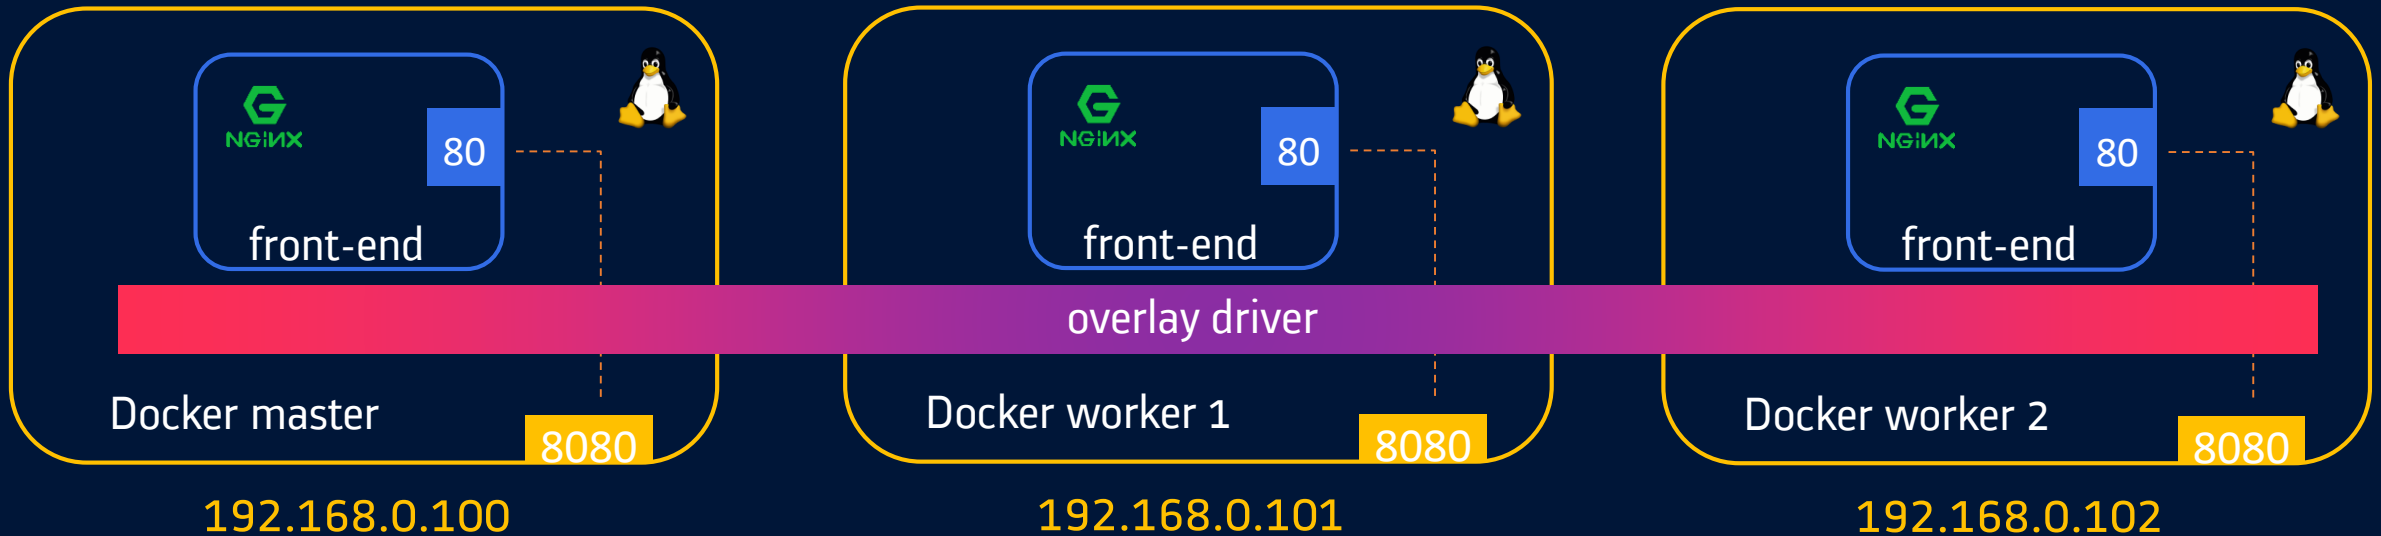 NGINX
80
front-end
NGINX
80
front-end
NGINX
80
front-end
overlay driver
Docker master
8080
Docker worker 1
8080
Docker worker 2
8080
192.168.0.100
192.168.0.101
192.168.0.102